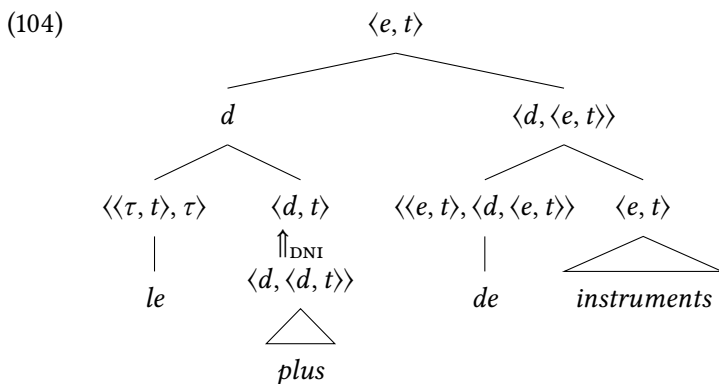 (104) ⟨e, t⟩
d ⟨d, ⟨e, t⟩⟩
⟨⟨τ, t⟩, τ⟩ ⟨d, t⟩ ⟨⟨e, t⟩, ⟨d, ⟨e, t⟩⟩ ⟨e, t⟩
⇑DNI
le ⟨d, ⟨d, t⟩⟩ de instruments
plus